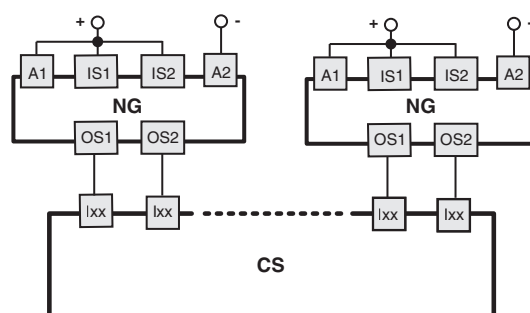 + - + -
A1 IS1 IS2 A2 A1 IS1 IS2 A2
NG NG
OS1 OS2 OS1 OS2
Ixx Ixx Ixx Ixx
CS